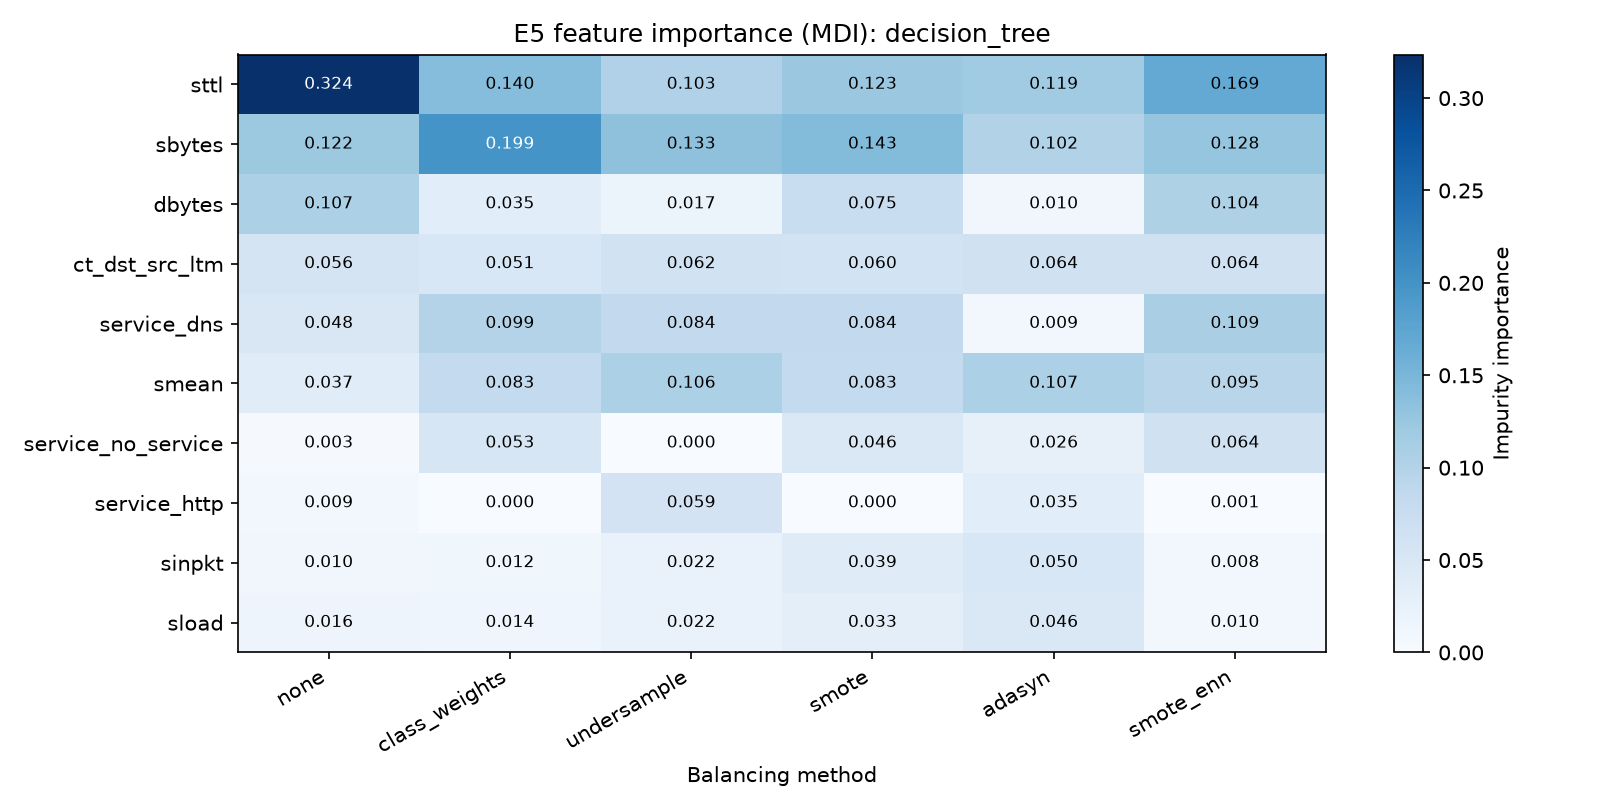 E5 feature importance (MDI): decision_tree
sttl 0.324 0.140 0.103 0.123 0.119 0.169
sbytes 0.122 0.199 0.133 0.143 0.102 0.128
dbytes 0.107 0.035 0.017 0.075 0.010 0.104
ct_dst_src_ltm 0.056 0.051 0.062 0.060 0.064 0.064
service_dns 0.048 0.099 0.084 0.084 0.009 0.109
smean 0.037 0.083 0.106 0.083 0.107 0.095
service_no_service 0.003 0.053 0.000 0.046 0.026 0.064
service_http 0.009 0.000 0.059 0.000 0.035 0.001
sinpkt 0.010 0.012 0.022 0.039 0.050 0.008
sload 0.016 0.014 0.022 0.033 0.046 0.010
none class_weights undersample smote adasyn smote_enn
Balancing method
0.30
0.25
0.20
0.15
0.10
0.05
0.00
Impurity importance